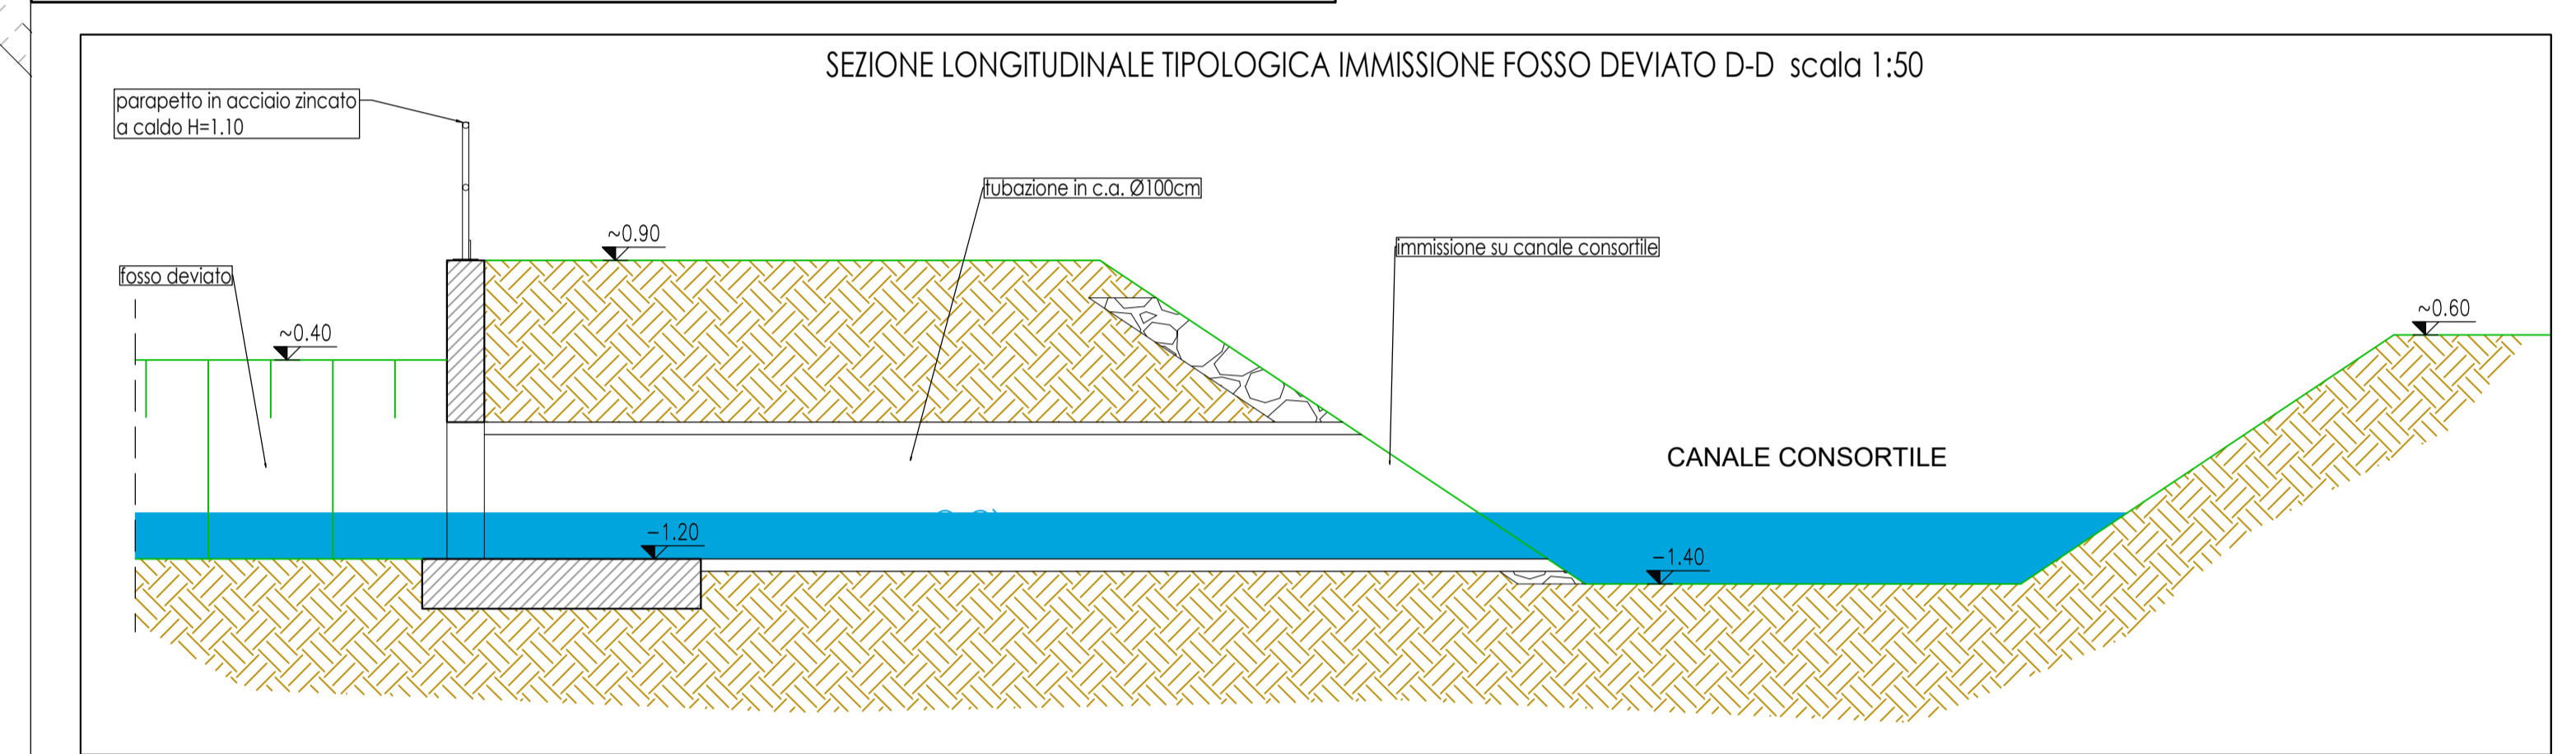 SEZIONE LONGITUDINALE TIPOLOGICA IMMISSIONE FOSSO DEVIATO D-D scala 1:50
parapetto in acciaio zincato
a caldo H=1.10
tubazione in c.a. Ø100cm
~0.90
immissione su canale consortile
fosso deviato
~0.40
~0.60
CANALE CONSORTILE
−1.20
−1.40